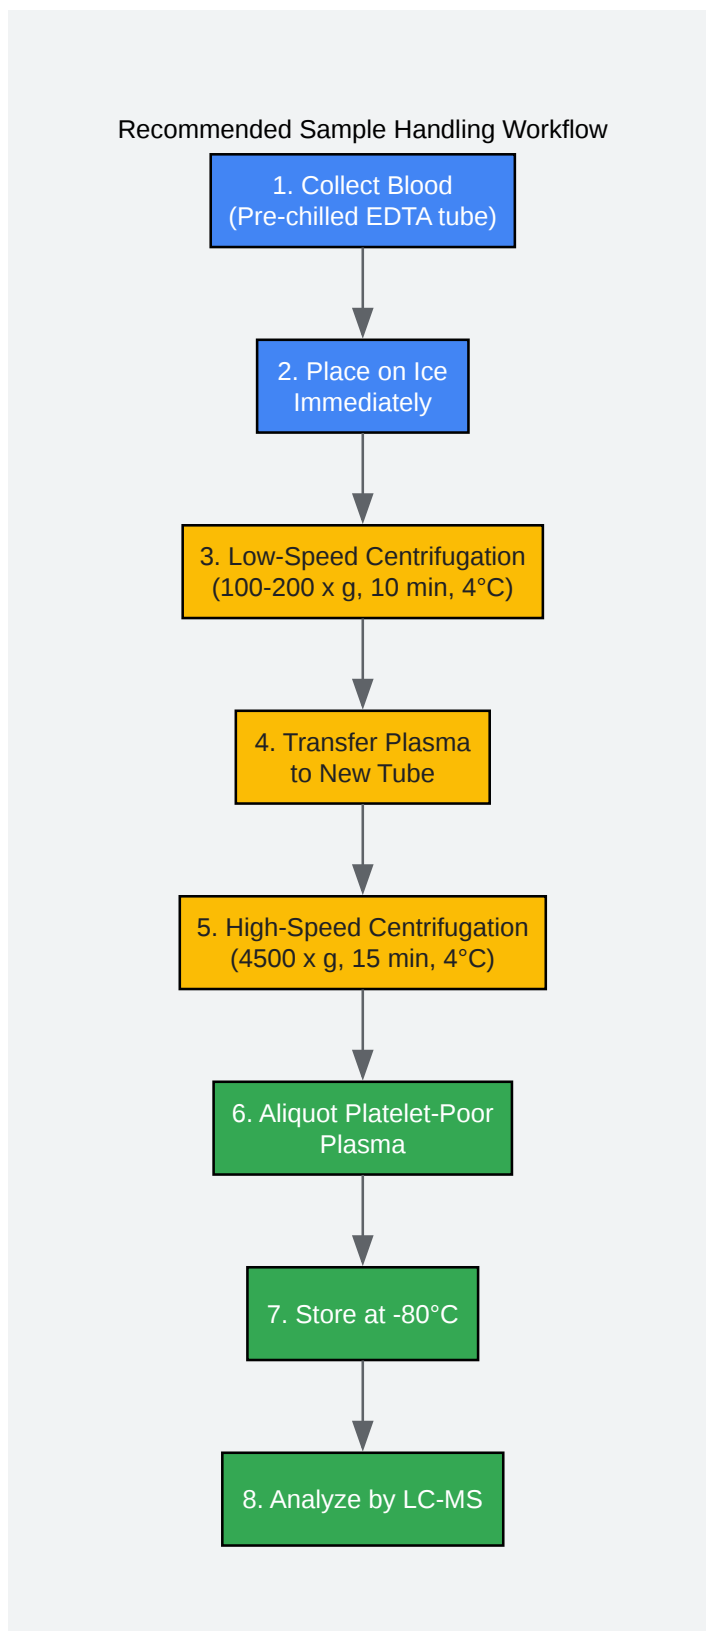 Recommended Sample Handling Workflow
1. Collect Blood
(Pre-chilled EDTA tube)
2. Place on Ice
Immediately
3. Low-Speed Centrifugation
(100-200 x g, 10 min, 4°C)
4. Transfer Plasma
to New Tube
5. High-Speed Centrifugation
(4500 x g, 15 min, 4°C)
6. Aliquot Platelet-Poor
Plasma
7. Store at -80°C
8. Analyze by LC-MS